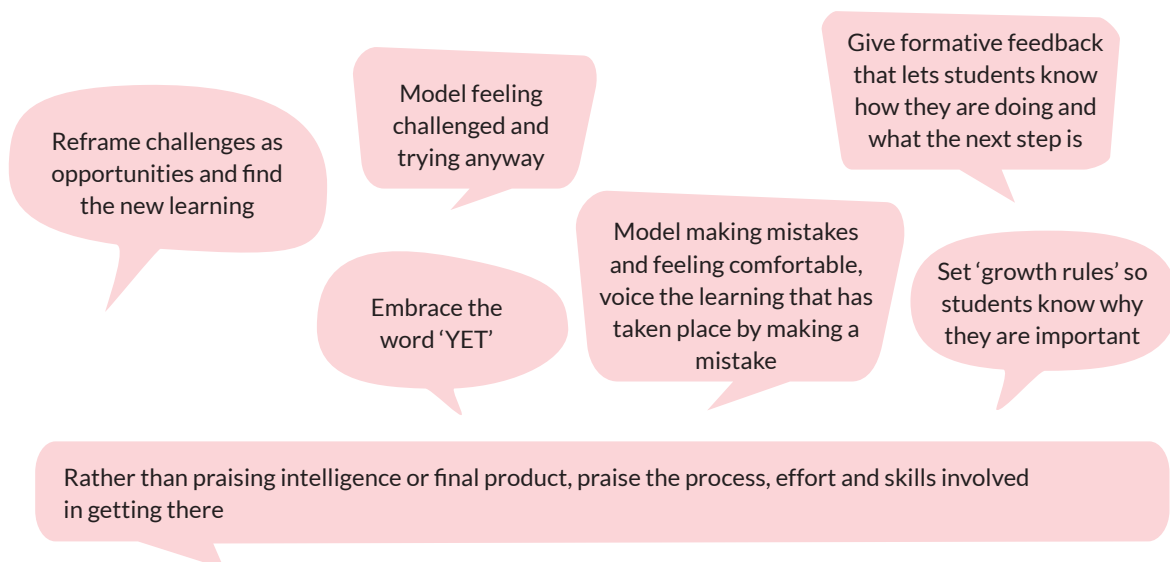 Reframe challenges as
opportunities and find
the new learning
Model feeling
challenged and
trying anyway
Give formative feedback
that lets students know
how they are doing and
what the next step is
Embrace the
word ‘YET’
Model making mistakes
and feeling comfortable,
voice the learning that has
taken place by making a
mistake
Set ‘growth rules’ so
students know why
they are important
Rather than praising intelligence or final product, praise the process, effort and skills involved
in getting there